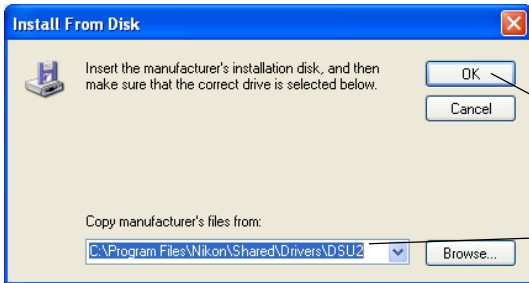 Install From Disk
Insert the manufacturer's installation disk, and then
make sure that the correct drive is selected below.
OK
Cancel
Copy manufacturer's files from:
C:\Program Files\Nikon\Shared\Drivers\DSU2
Browse...